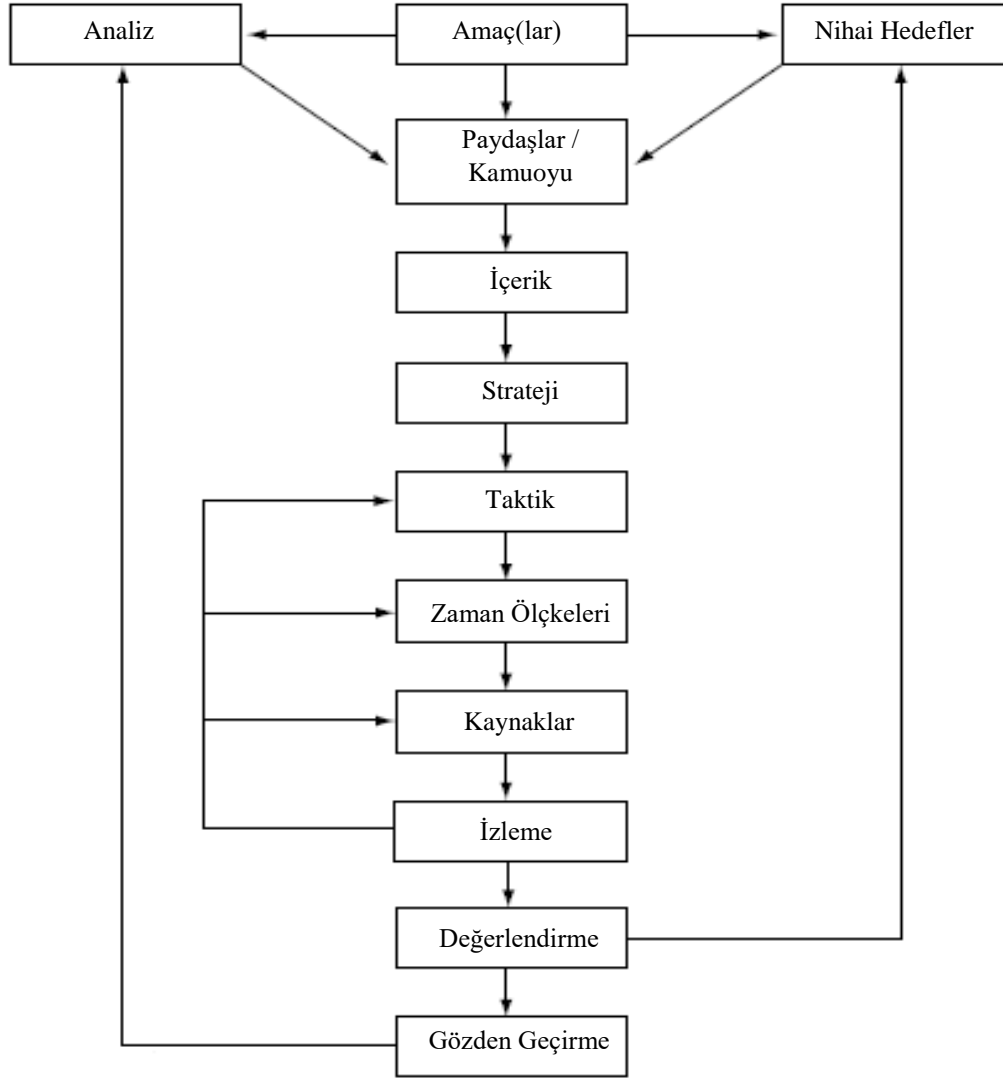 Analiz
Amaç(lar)
Nihai Hedefler
Paydaşlar /
Kamuoyu
İçerik
Strateji
Taktik
Zaman Ölçkeleri
Kaynaklar
İzleme
Değerlendirme
Gözden Geçirme